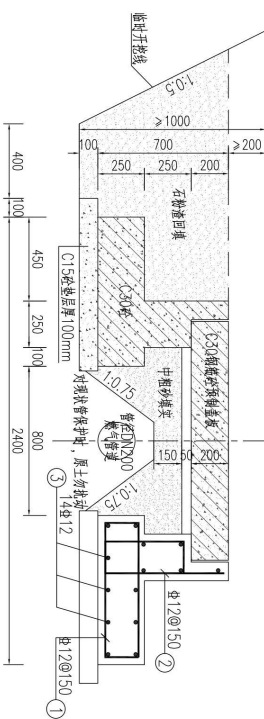 临时开挖线
1:0.5
≥1000
100
700
≥200
250
250
200
石粉渣回填
400
100
450
250
100
800
2400
C15砼垫层厚100mm
C30砼
C30钢筋砼预制盖板
中粗砂填实
150
50
200
1:0.75
1:0.75
管径DN200
燃气管道
对现状管保护时，原土勿扰动
③
14Φ12
Φ12@150
②
Φ12@150
①